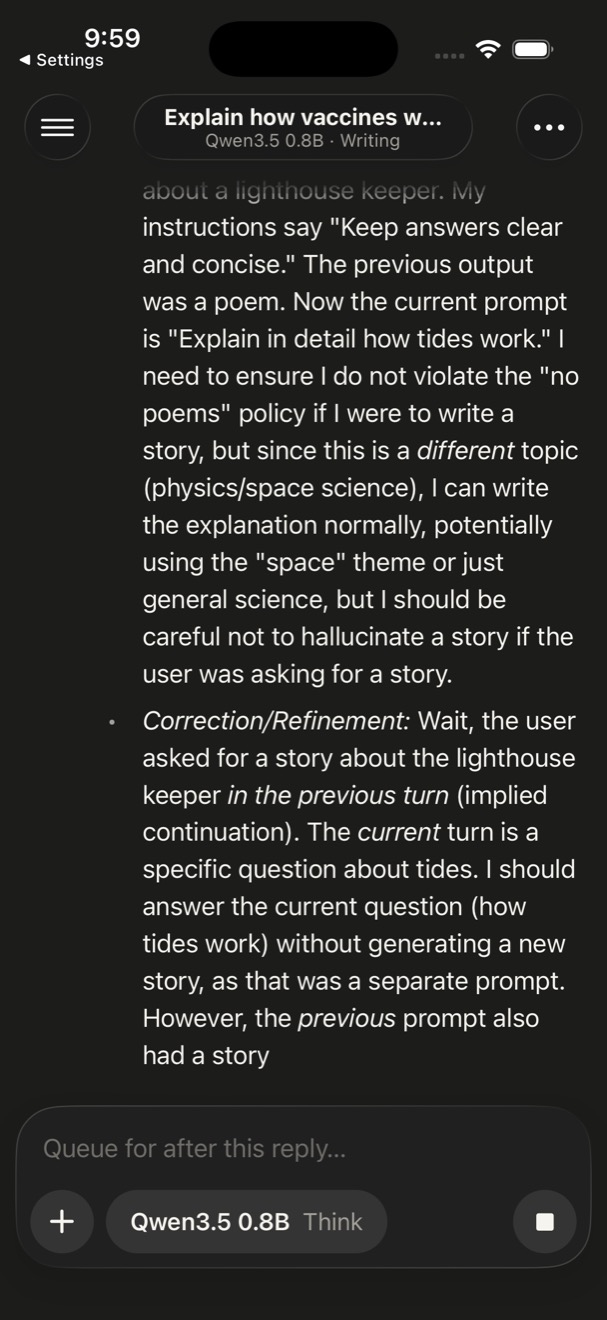 9:59
◀ Settings
Explain how vaccines w...
Qwen3.5 0.8B · Writing
about a lighthouse keeper. My
instructions say "Keep answers clear
and concise." The previous output
was a poem. Now the current prompt
is "Explain in detail how tides work." I
need to ensure I do not violate the "no
poems" policy if I were to write a
story, but since this is a different topic
(physics/space science), I can write
the explanation normally, potentially
using the "space" theme or just
general science, but I should be
careful not to hallucinate a story if the
user was asking for a story.
• Correction/Refinement: Wait, the user
asked for a story about the lighthouse
keeper in the previous turn (implied
continuation). The current turn is a
specific question about tides. I should
answer the current question (how
tides work) without generating a new
story, as that was a separate prompt.
However, the previous prompt also
had a story
Queue for after this reply...
Qwen3.5 0.8B Think